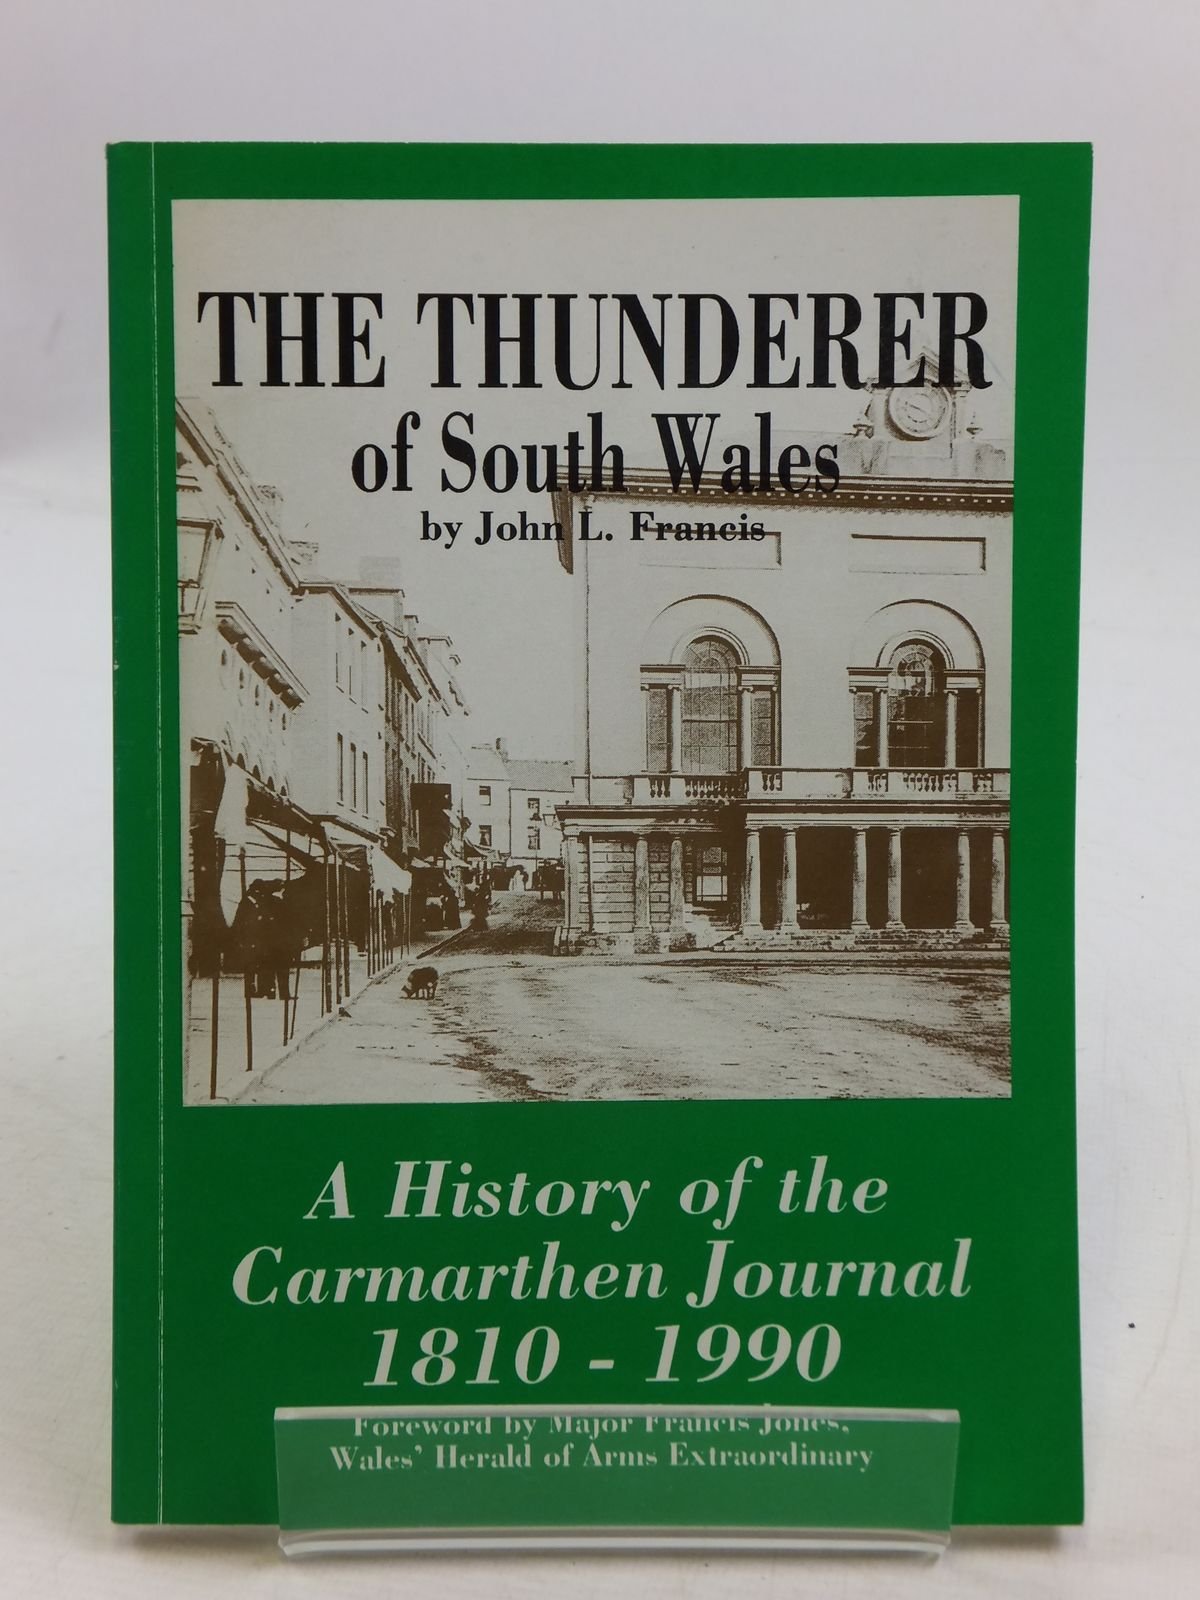 THE THUNDERER
of South Wales
by John L. Francis
A History of the
Carmarthen Journal
1810 - 1990
Foreword by Major Francis Jones,
Wales' Herald of Arms Extraordinary